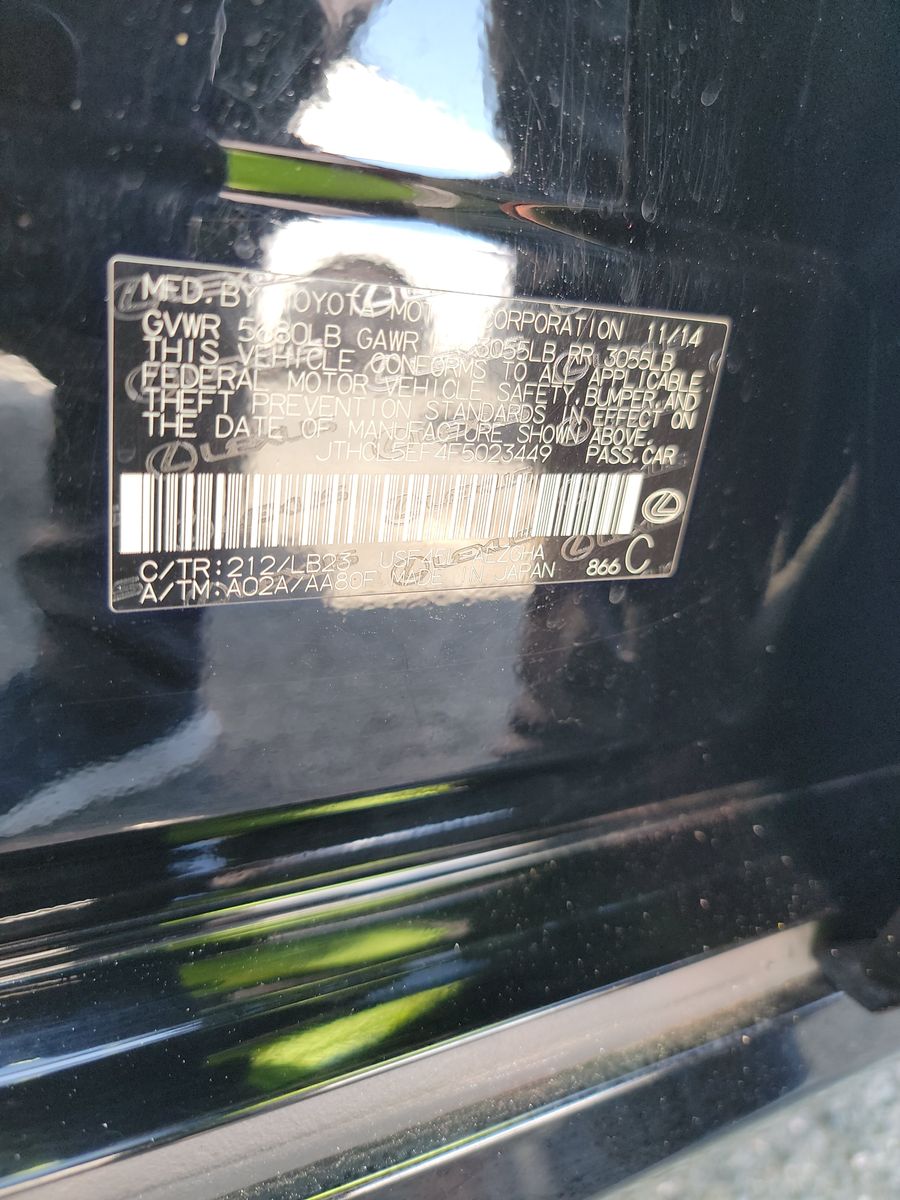 MFD. BY TOYOTA MOTOR CORPORATION 11/14
GVWR 5680LB GAWR 3055LB RR 3055LB
THIS VEHICLE CONFORMS TO ALL APPLICABLE
FEDERAL MOTOR VEHICLE SAFETY, BUMPER, AND
THEFT PREVENTION STANDARDS IN EFFECT ON
THE DATE OF MANUFACTURE SHOWN ABOVE.
JTHCL5EF4F5023449 PASS.CAR
C/TR:212/LB23
A/TM:A02A/AA80F MADE IN JAPAN 866 C
LEXUS